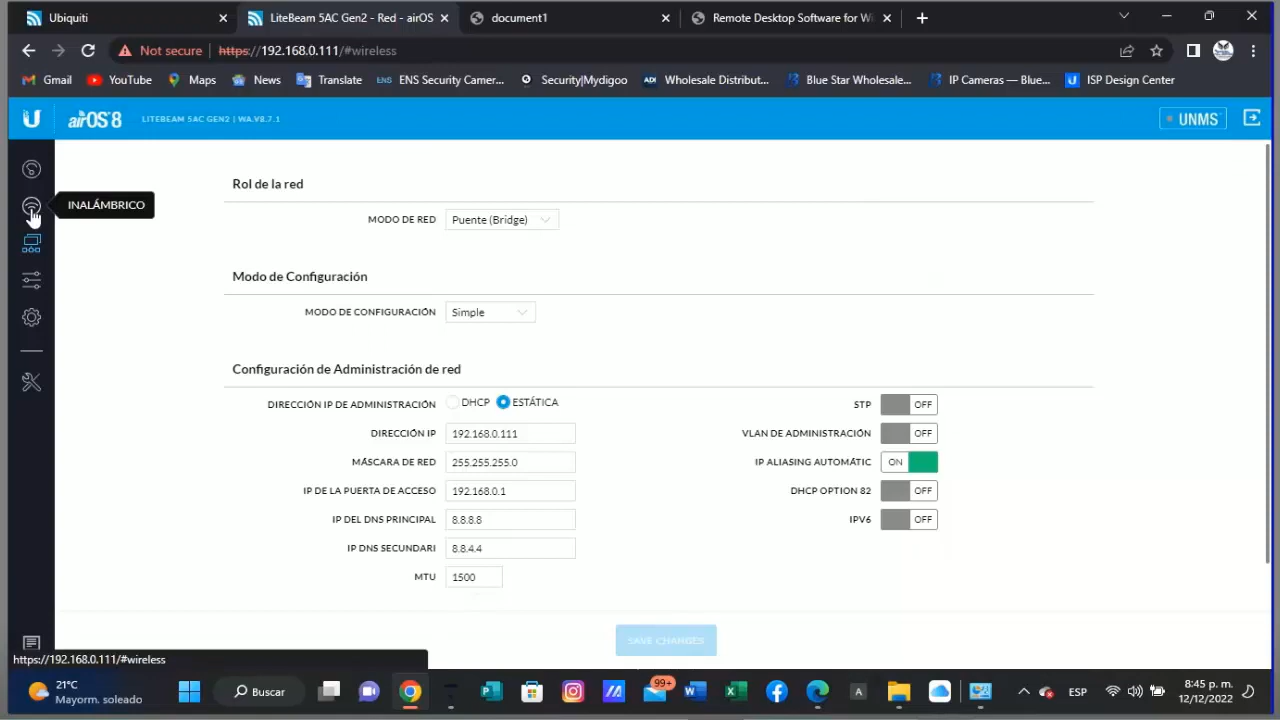 Ubiquiti
LiteBeam 5AC Gen2 - Red - airOS
document1
Remote Desktop Software for Wi
Not secure
https://192.168.0.111/#wireless
Gmail
YouTube
Maps
News
Translate
ENS ENS Security Camer...
Security|Mydigoo
ADI Wholesale Distribut...
Blue Star Wholesale...
IP Cameras — Blue...
ISP Design Center
airOS 8
LITEBEAM 5AC GEN2 | WA.V8.7.1
UNMS
Rol de la red
INALÁMBRICO
MODO DE RED Puente (Bridge)
Modo de Configuración
MODO DE CONFIGURACIÓN Simple
Configuración de Administración de red
DIRECCIÓN IP DE ADMINISTRACIÓN DHCP ESTÁTICA
DIRECCIÓN IP 192.168.0.111
MÁSCARA DE RED 255.255.255.0
IP DE LA PUERTA DE ACCESO 192.168.0.1
IP DEL DNS PRINCIPAL 8.8.8.8
IP DNS SECUNDARI 8.8.4.4
MTU 1500
STP OFF
VLAN DE ADMINISTRACIÓN OFF
IP ALIASING AUTOMÁTIC ON
DHCP OPTION 82 OFF
IPV6 OFF
SAVE CHANGES
https://192.168.0.111/#wireless
21°C
Mayorm. soleado
Buscar
99+
ESP
8:45 p. m.
12/12/2022